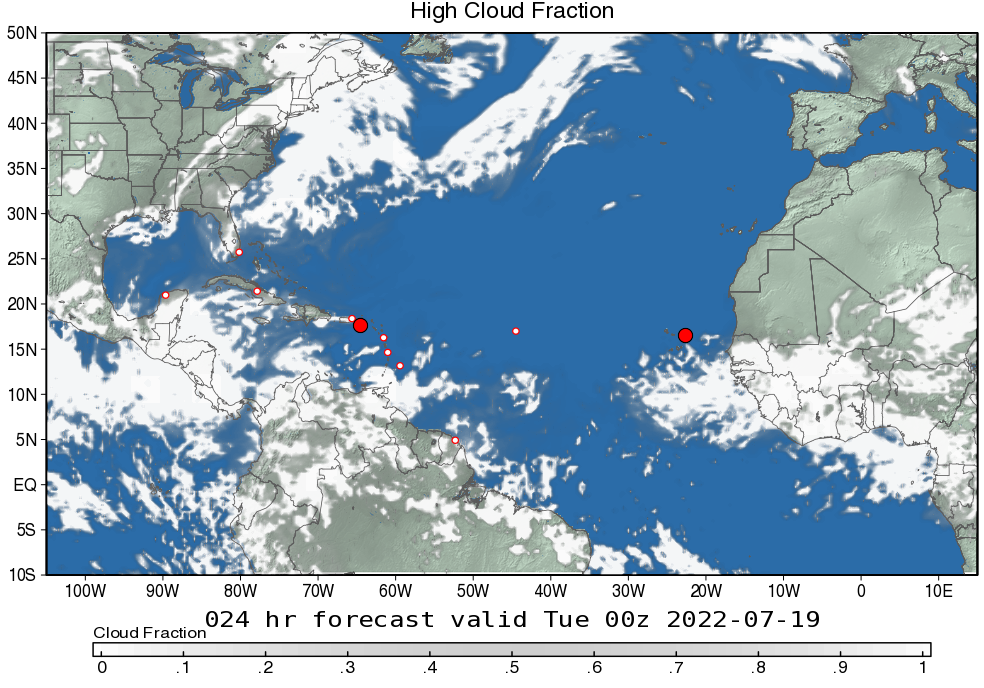 High Cloud Fraction
50N
45N
40N
35N
30N
25N
20N
15N
10N
5N
EQ
5S
10S
100W 90W 80W 70W 60W 50W 40W 30W 20W 10W 0 10E
024 hr forecast valid Tue 00z 2022-07-19
Cloud Fraction
0 .1 .2 .3 .4 .5 .6 .7 .8 .9 1